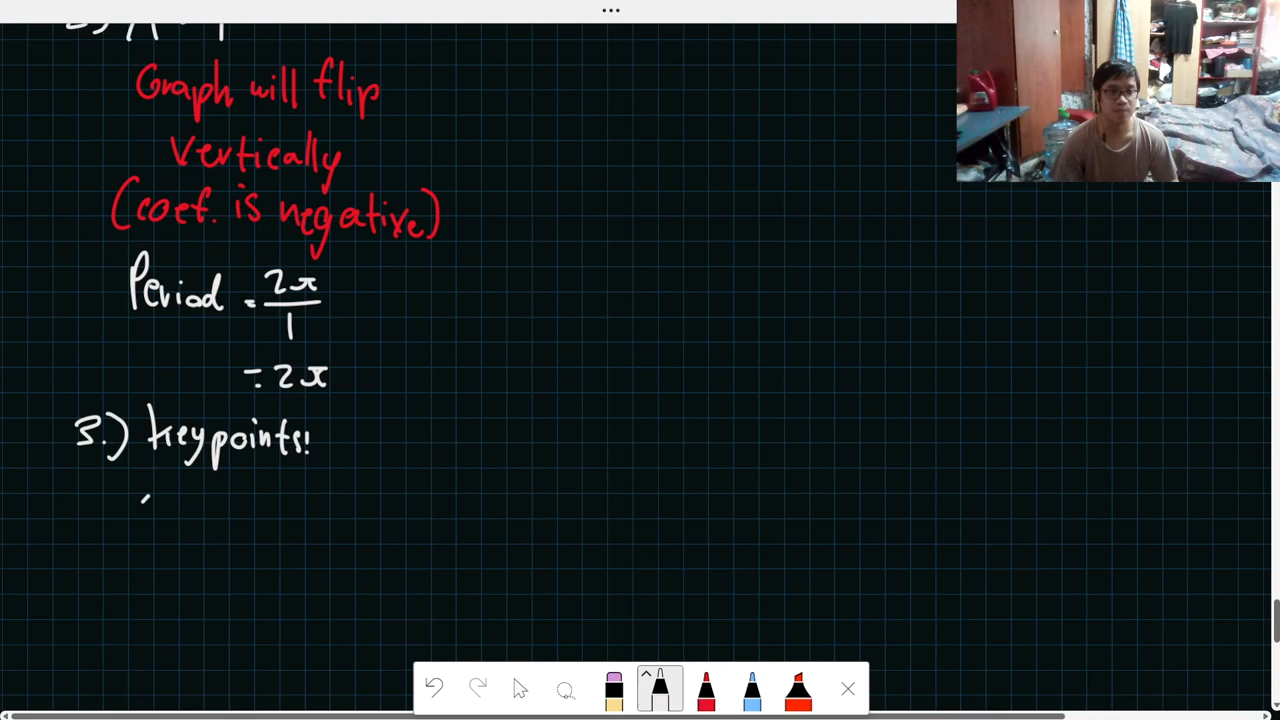 Graph will flip
vertically
(coef. is negative)
Period = 2π
1
= 2π
3.) keypoints: